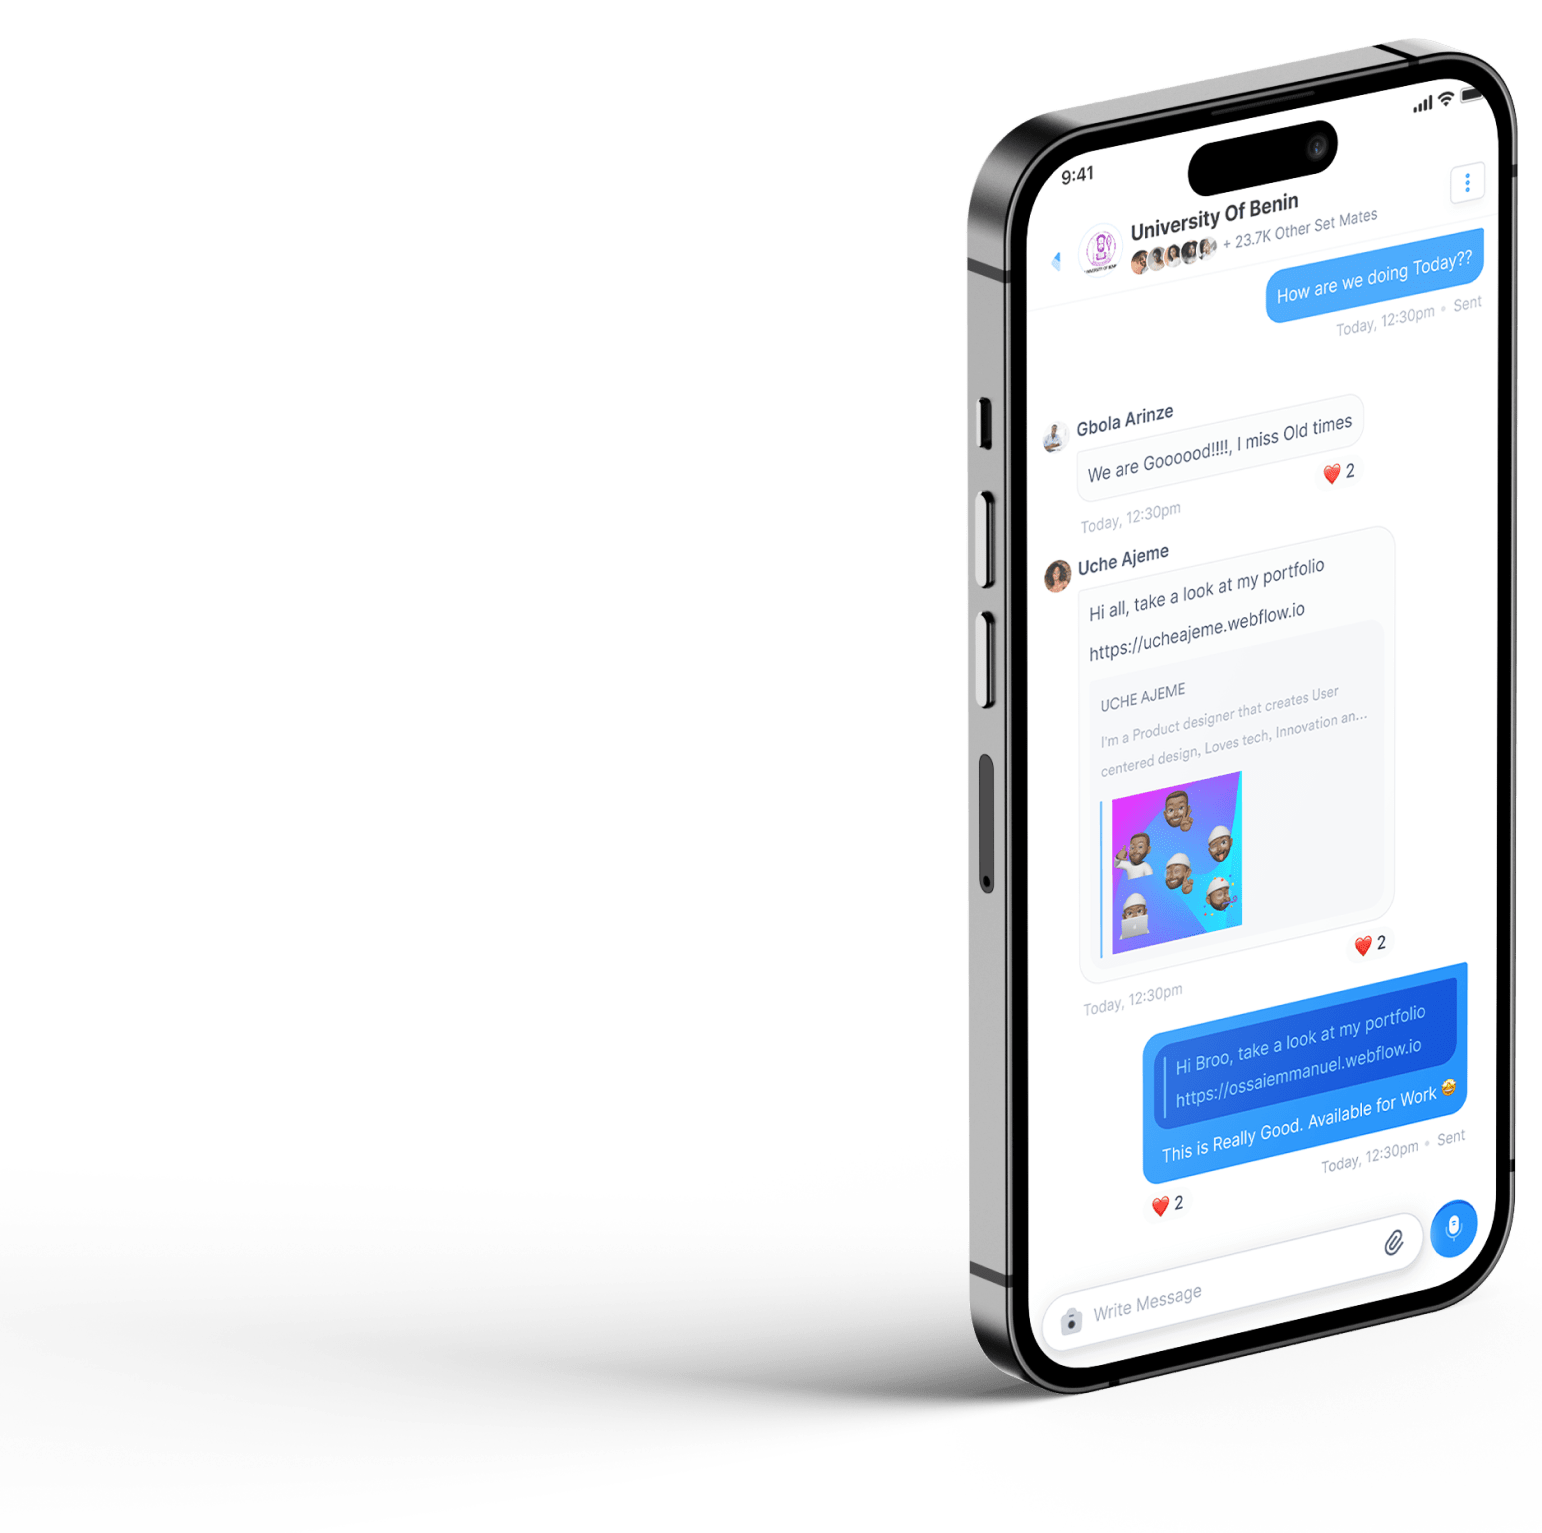 9:41
University Of Benin
+ 23.7K Other Set Mates
UNIVERSITY OF BENIN
How are we doing Today??
Today, 12:30pm • Sent
Gbola Arinze
We are Goooood!!!!, I miss Old times
❤️ 2
Today, 12:30pm
Uche Ajeme
Hi all, take a look at my portfolio
https://ucheajeme.webflow.io
UCHE AJEME
I'm a Product designer that creates User
centered design, Loves tech, Innovation an...
❤️ 2
Today, 12:30pm
Hi Broo, take a look at my portfolio
https://ossaiemmanuel.webflow.io
This is Really Good. Available for Work 🤩
Today, 12:30pm • Sent
❤️ 2
Write Message